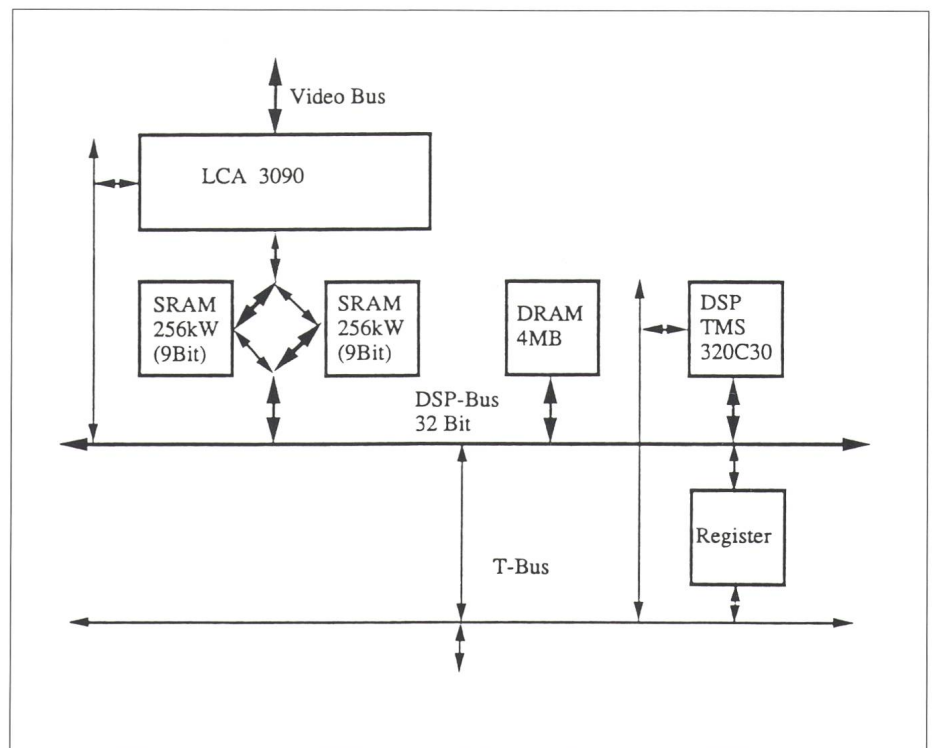 Video Bus
LCA 3090
SRAM
256kW
(9Bit)
SRAM
256kW
(9Bit)
DRAM
4MB
DSP
TMS
320C30
DSP-Bus
32 Bit
Register
T-Bus